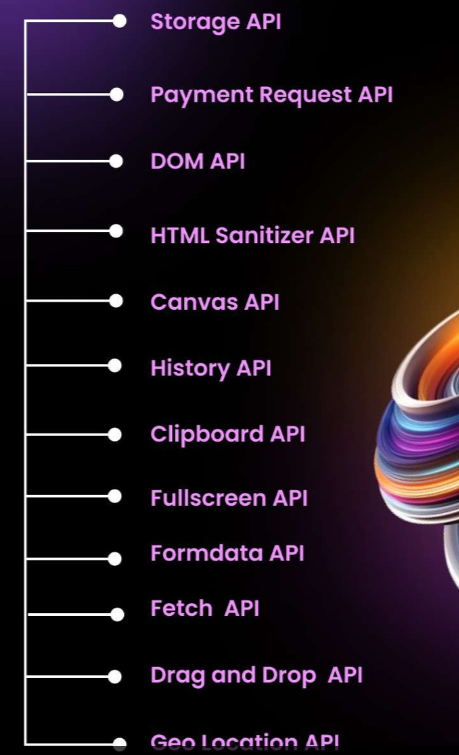 Storage API
Payment Request API
DOM API
HTML Sanitizer API
Canvas API
History API
Clipboard API
Fullscreen API
Formdata API
Fetch  API
Drag and Drop  API
Geo Location API